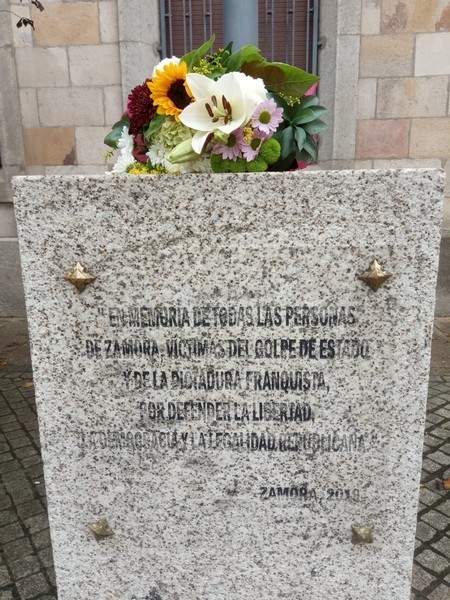 "EN MEMORIA DE TODAS LAS PERSONAS
DE ZAMORA, VÍCTIMAS DEL GOLPE DE ESTADO
Y DE LA DICTADURA FRANQUISTA,
POR DEFENDER LA LIBERTAD,
LA DEMOCRACIA Y LA LEGALIDAD REPUBLICANA"
ZAMORA, 2018